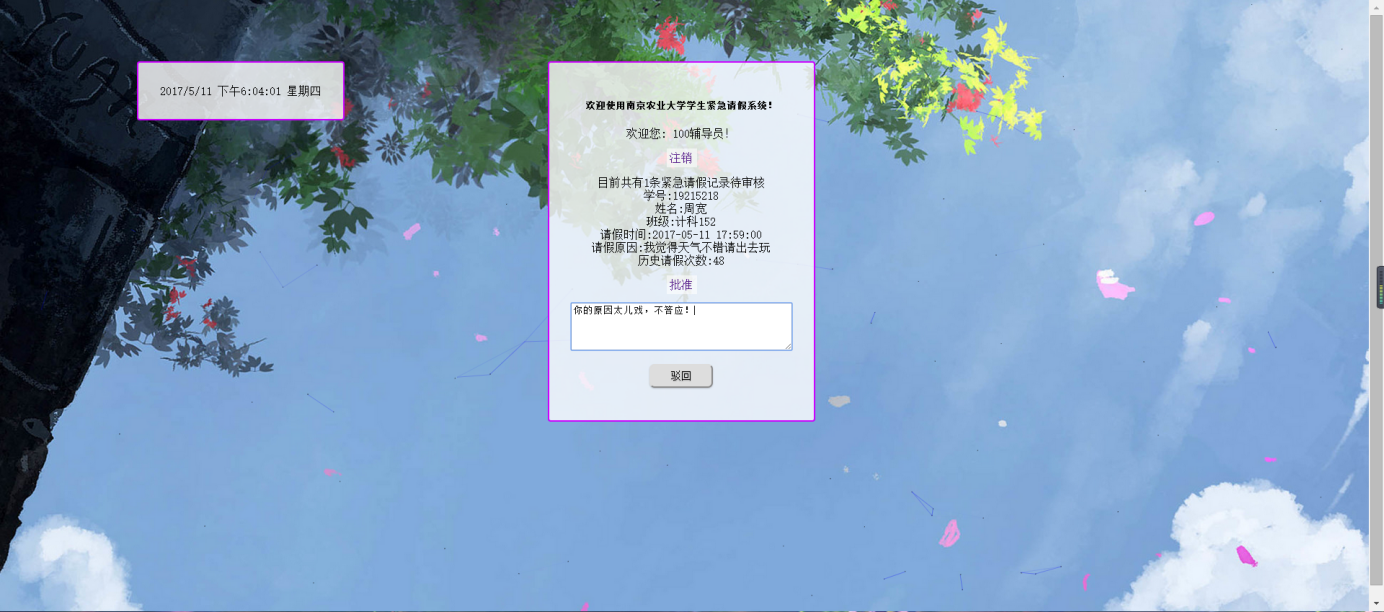 2017/5/11 下午6:04:01 星期四
欢迎使用南京农业大学学生紧急请假系统！
欢迎您: 100辅导员！
注销
目前共有1条紧急请假记录待审核
学号:19215218
姓名:周宽
班级:计科152
请假时间:2017-05-11 17:59:00
请假原因:我觉得天气不错请出去玩
历史请假次数:48
批准
你的原因太儿戏，不答应！
驳回